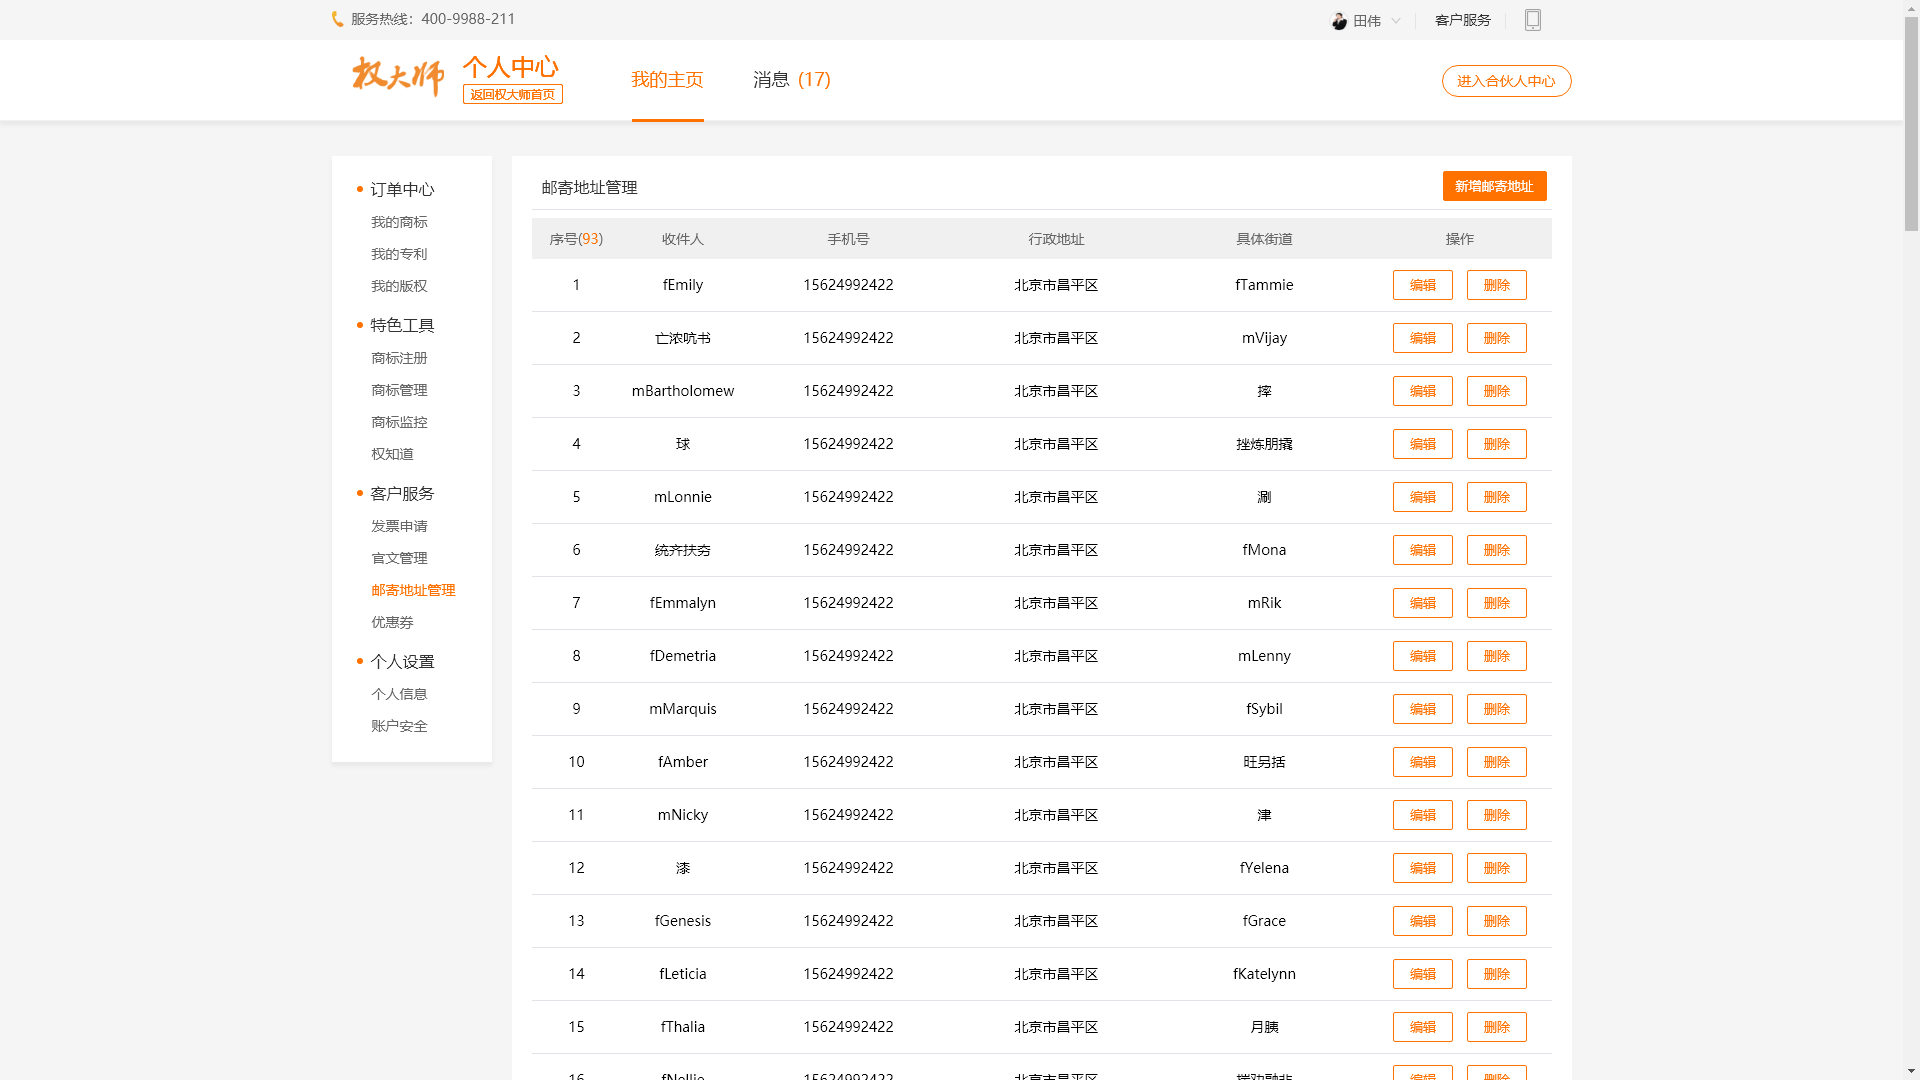 服务热线：400-9988-211
田伟
客户服务
权大师
个人中心
返回权大师首页
我的主页
消息 (17)
进入合伙人中心
订单中心
我的商标
我的专利
我的版权
特色工具
商标注册
商标管理
商标监控
权知道
客户服务
发票申请
官文管理
邮寄地址管理
优惠券
个人设置
个人信息
账户安全
邮寄地址管理
新增邮寄地址
序号(93) 收件人 手机号 行政地址 具体街道 操作
1 fEmily 15624992422 北京市昌平区 fTammie 编辑 删除
2 亡浓吭书 15624992422 北京市昌平区 mVijay 编辑 删除
3 mBartholomew 15624992422 北京市昌平区 摔 编辑 删除
4 球 15624992422 北京市昌平区 挫炼朋撬 编辑 删除
5 mLonnie 15624992422 北京市昌平区 涮 编辑 删除
6 统齐扶夯 15624992422 北京市昌平区 fMona 编辑 删除
7 fEmmalyn 15624992422 北京市昌平区 mRik 编辑 删除
8 fDemetria 15624992422 北京市昌平区 mLenny 编辑 删除
9 mMarquis 15624992422 北京市昌平区 fSybil 编辑 删除
10 fAmber 15624992422 北京市昌平区 旺另括 编辑 删除
11 mNicky 15624992422 北京市昌平区 津 编辑 删除
12 漆 15624992422 北京市昌平区 fYelena 编辑 删除
13 fGenesis 15624992422 北京市昌平区 fGrace 编辑 删除
14 fLeticia 15624992422 北京市昌平区 fKatelynn 编辑 删除
15 fThalia 15624992422 北京市昌平区 月胰 编辑 删除
16 fNellie 15624992422 北京市昌平区 编辑 删除